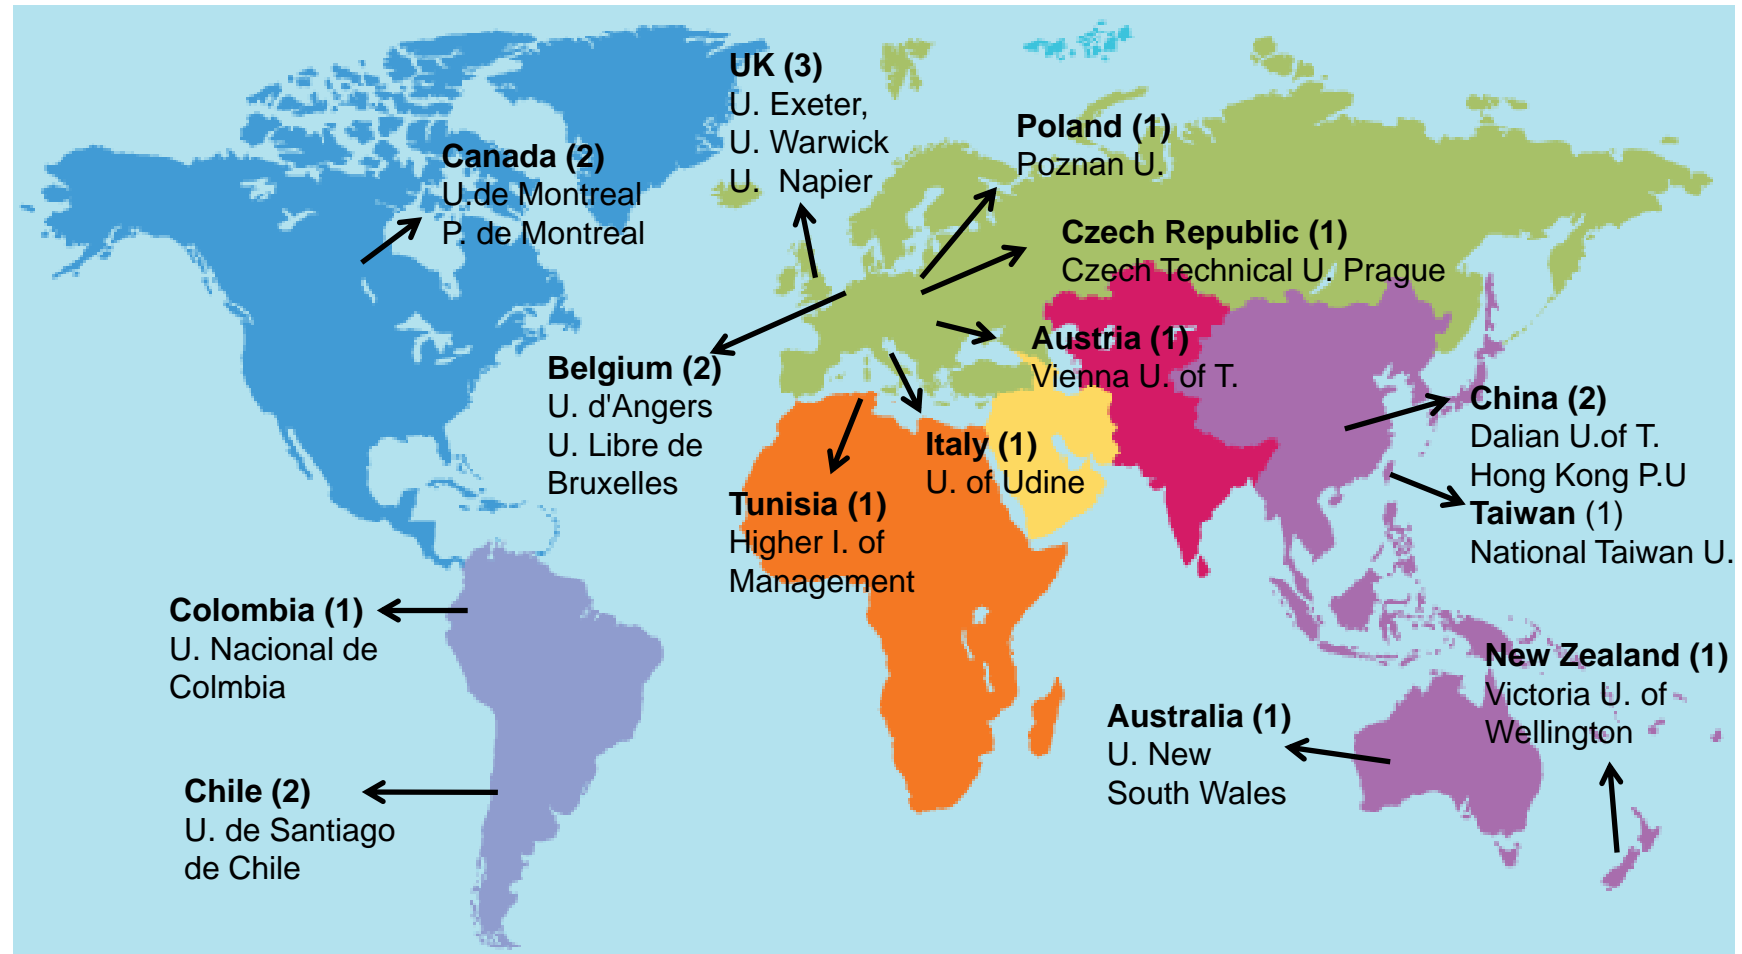 UK (3)
U. Exeter,
U. Warwick
U. Napier
Poland (1)
Poznan U.
Canada (2)
U.de Montreal
P. de Montreal
Czech Republic (1)
Czech Technical U. Prague
Austria (1)
Vienna U. of T.
Belgium (2)
U. d'Angers
U. Libre de
Bruxelles
China (2)
Dalian U.of T.
Hong Kong P.U
Taiwan (1)
National Taiwan U.
Italy (1)
U. of Udine
Tunisia (1)
Higher I. of
Management
Colombia (1)
U. Nacional de
Colmbia
New Zealand (1)
Victoria U. of
Wellington
Australia (1)
U. New
South Wales
Chile (2)
U. de Santiago
de Chile